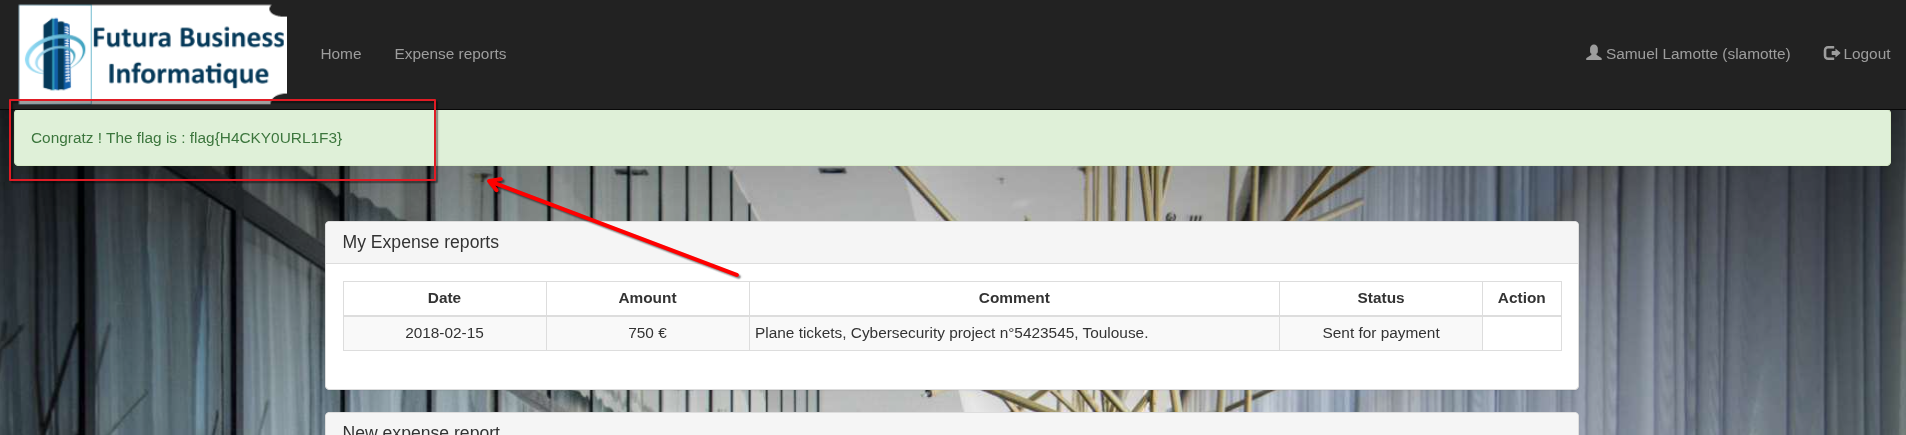 Futura Business
Informatique
Home
Expense reports
Samuel Lamotte (slamotte)
Logout
Congratz ! The flag is : flag{H4CKY0URL1F3}
My Expense reports
Date Amount Comment Status Action
2018-02-15 750 € Plane tickets, Cybersecurity project n°5423545, Toulouse. Sent for payment
New expense report